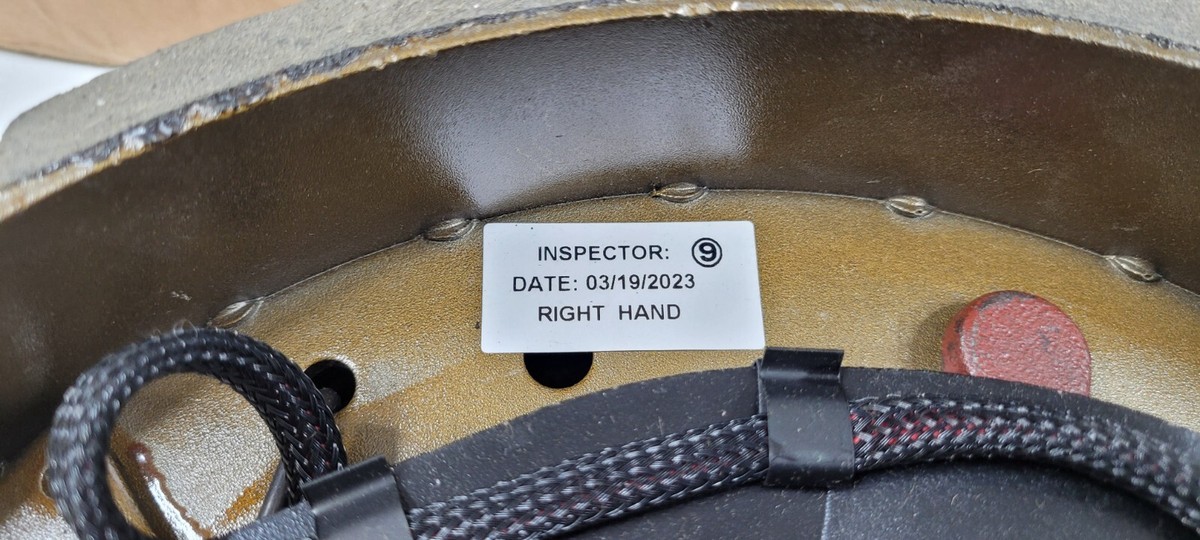 INSPECTOR: ⑨
DATE: 03/19/2023
RIGHT HAND